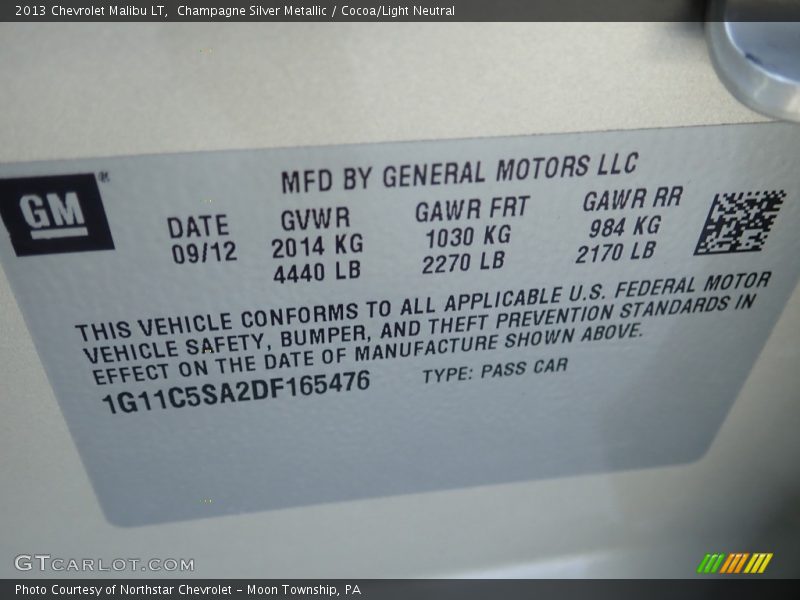 2013 Chevrolet Malibu LT,  Champagne Silver Metallic / Cocoa/Light Neutral
GM®
MFD BY GENERAL MOTORS LLC
DATE GVWR GAWR FRT GAWR RR
09/12 2014 KG 1030 KG 984 KG
4440 LB 2270 LB 2170 LB
THIS VEHICLE CONFORMS TO ALL APPLICABLE U.S. FEDERAL MOTOR
VEHICLE SAFETY, BUMPER, AND THEFT PREVENTION STANDARDS IN
EFFECT ON THE DATE OF MANUFACTURE SHOWN ABOVE.
1G11C5SA2DF165476 TYPE: PASS CAR
GTCARLOT.COM
Photo Courtesy of Northstar Chevrolet - Moon Township, PA